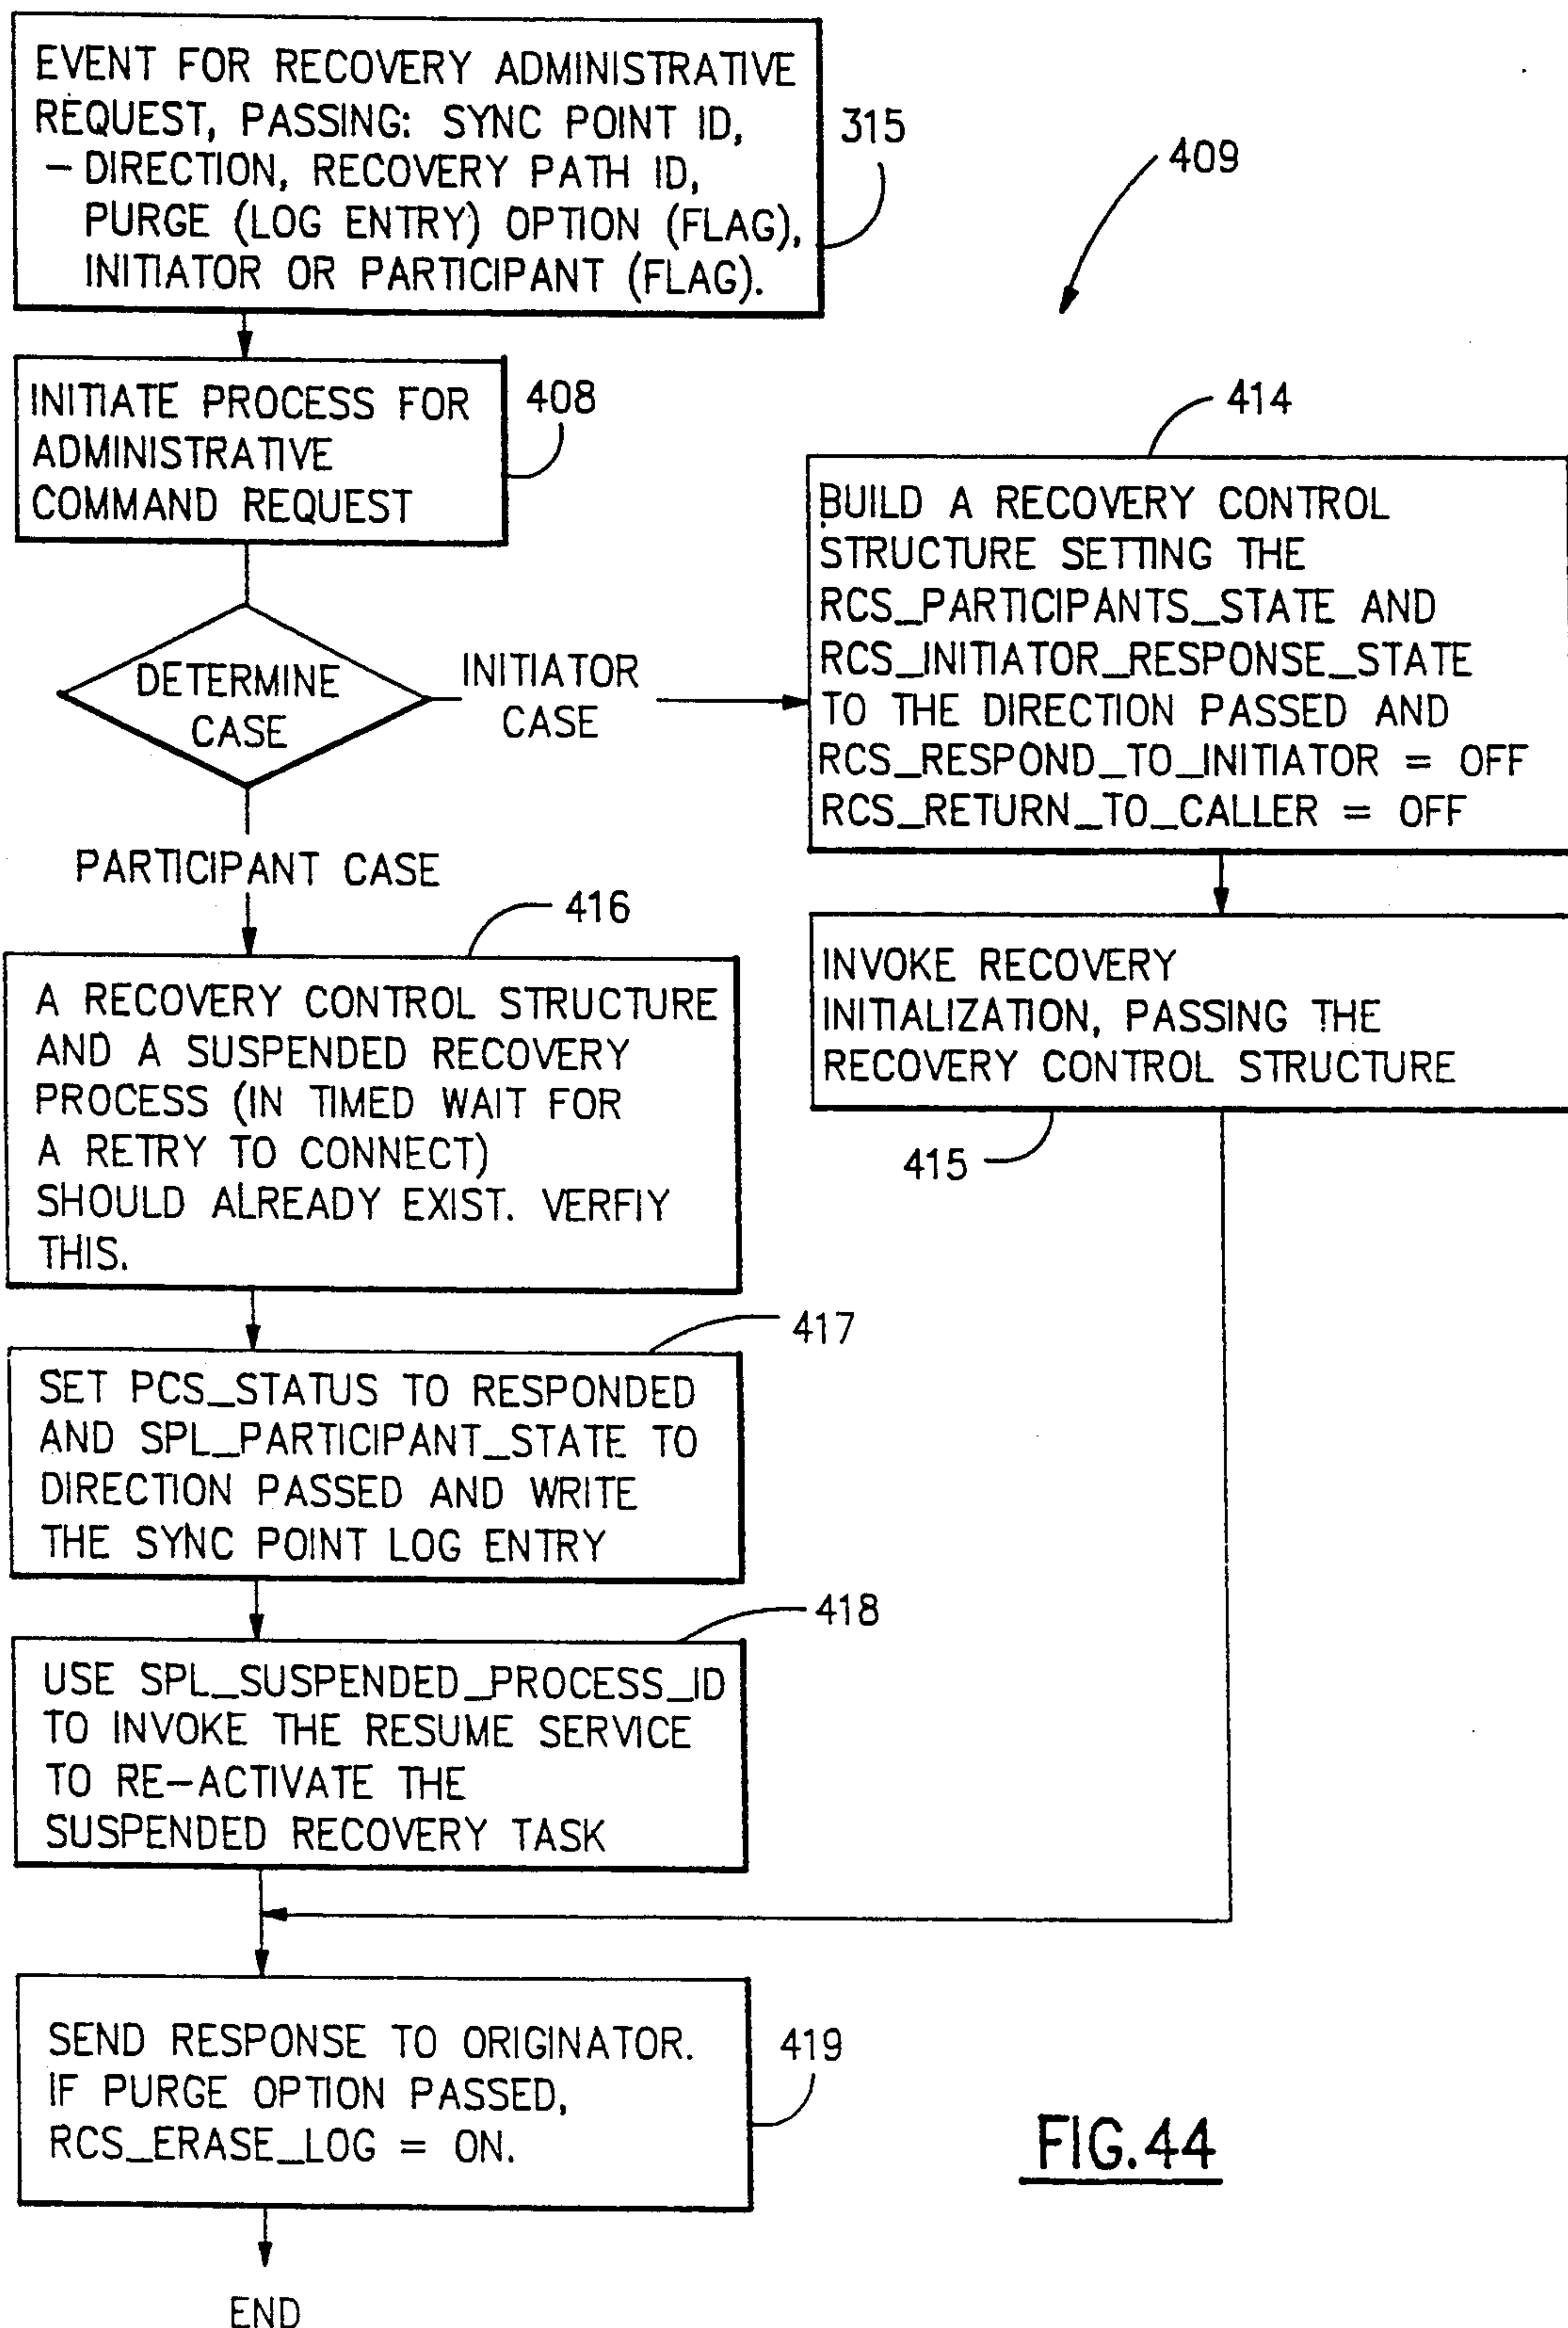 EVENT FOR RECOVERY ADMINISTRATIVE
REQUEST, PASSING: SYNC POINT ID,
– DIRECTION, RECOVERY PATH ID,
PURGE (LOG ENTRY) OPTION (FLAG),
INITIATOR OR PARTICIPANT (FLAG).
315
409
INITIATE PROCESS FOR
ADMINISTRATIVE
COMMAND REQUEST
408
DETERMINE
CASE
INITIATOR
CASE
414
BUILD A RECOVERY CONTROL
STRUCTURE SETTING THE
RCS_PARTICIPANTS_STATE AND
RCS_INITIATOR_RESPONSE_STATE
TO THE DIRECTION PASSED AND
RCS_RESPOND_TO_INITIATOR = OFF
RCS_RETURN_TO_CALLER = OFF
INVOKE RECOVERY
INITIALIZATION, PASSING THE
RECOVERY CONTROL STRUCTURE
415
PARTICIPANT CASE
416
A RECOVERY CONTROL STRUCTURE
AND A SUSPENDED RECOVERY
PROCESS (IN TIMED WAIT FOR
A RETRY TO CONNECT)
SHOULD ALREADY EXIST. VERFIY
THIS.
417
SET PCS_STATUS TO RESPONDED
AND SPL_PARTICIPANT_STATE TO
DIRECTION PASSED AND WRITE
THE SYNC POINT LOG ENTRY
418
USE SPL_SUSPENDED_PROCESS_ID
TO INVOKE THE RESUME SERVICE
TO RE–ACTIVATE THE
SUSPENDED RECOVERY TASK
SEND RESPONSE TO ORIGINATOR.
IF PURGE OPTION PASSED,
RCS_ERASE_LOG = ON.
419
END
FIG.44